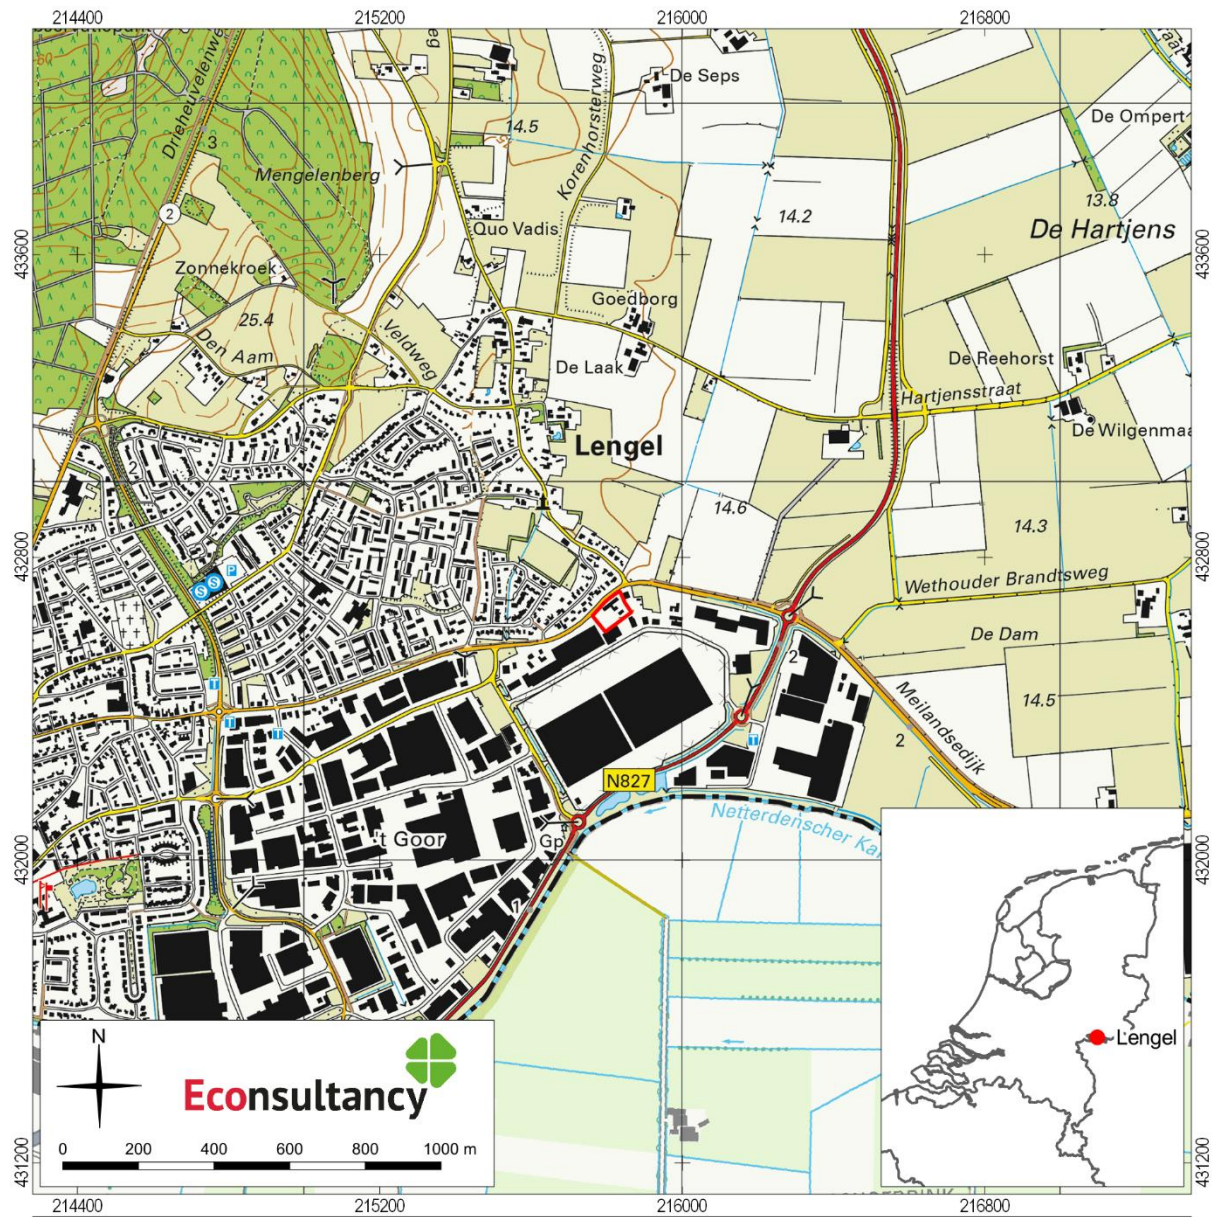 214400
215200
216000
216800
Drieheuvelenwe
60
3
De Seps
De Ompert
14.5
Korenhorsterweg
Mengelenberg
13.8
2
14.2
De Hartjens
Quo Vadis
433600
433600
Zonnekroek
Goedborg
25.4
Veldweg
Den Aam
De Laak
De Reehorst
Hartjensstraat
De Wilgenmaa
Lengel
2
14.6
14.3
432800
432800
P
S
S
Wethouder Brandtsweg
De Dam
2
T
T
T
T
Meilandsedijk
14.5
2
N827
Netterdenscher Ka
't Goor
Gp
432000
432000
1
N
Econsultancy
Lengel
0 200 400 600 800 1000 m
431200
431200
214400
215200
216000
216800